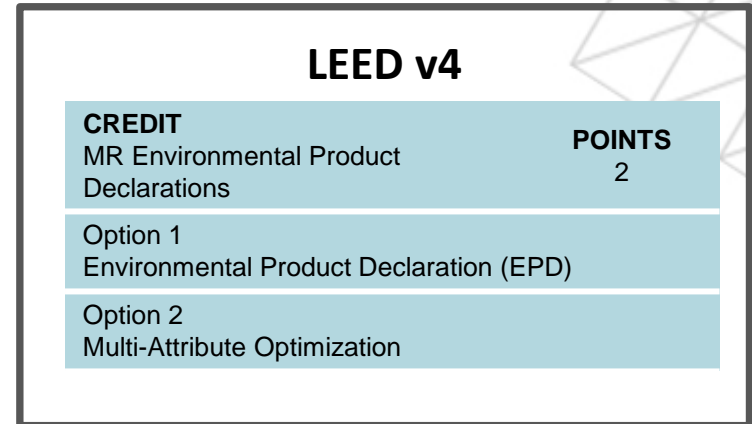 LEED v4
CREDIT
MR Environmental Product
Declarations
POINTS
2
Option 1
Environmental Product Declaration (EPD)
Option 2
Multi-Attribute Optimization